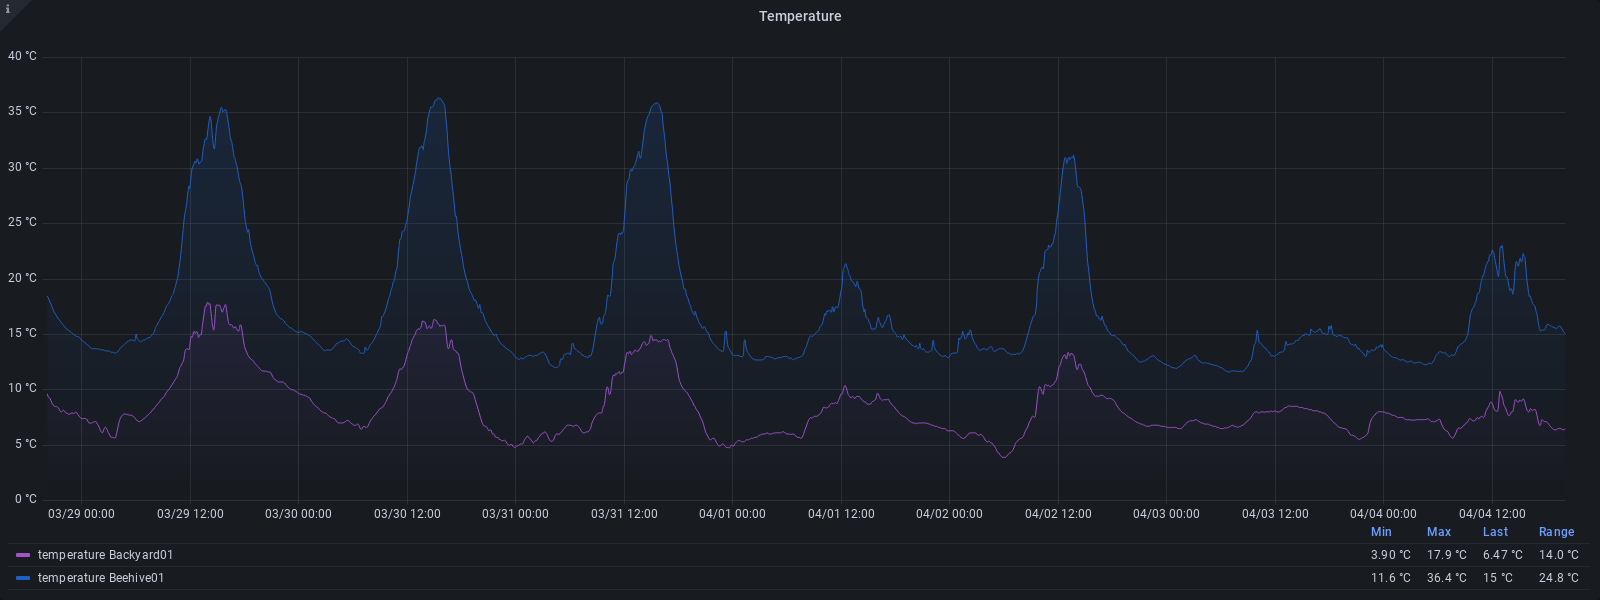 i
Temperature
40 °C
35 °C
30 °C
25 °C
20 °C
15 °C
10 °C
5 °C
0 °C
03/29 00:00 03/29 12:00 03/30 00:00 03/30 12:00 03/31 00:00 03/31 12:00 04/01 00:00 04/01 12:00 04/02 00:00 04/02 12:00 04/03 00:00 04/03 12:00 04/04 00:00 04/04 12:00
Min Max Last Range
temperature Backyard01 3.90 °C 17.9 °C 6.47 °C 14.0 °C
temperature Beehive01 11.6 °C 36.4 °C 15 °C 24.8 °C